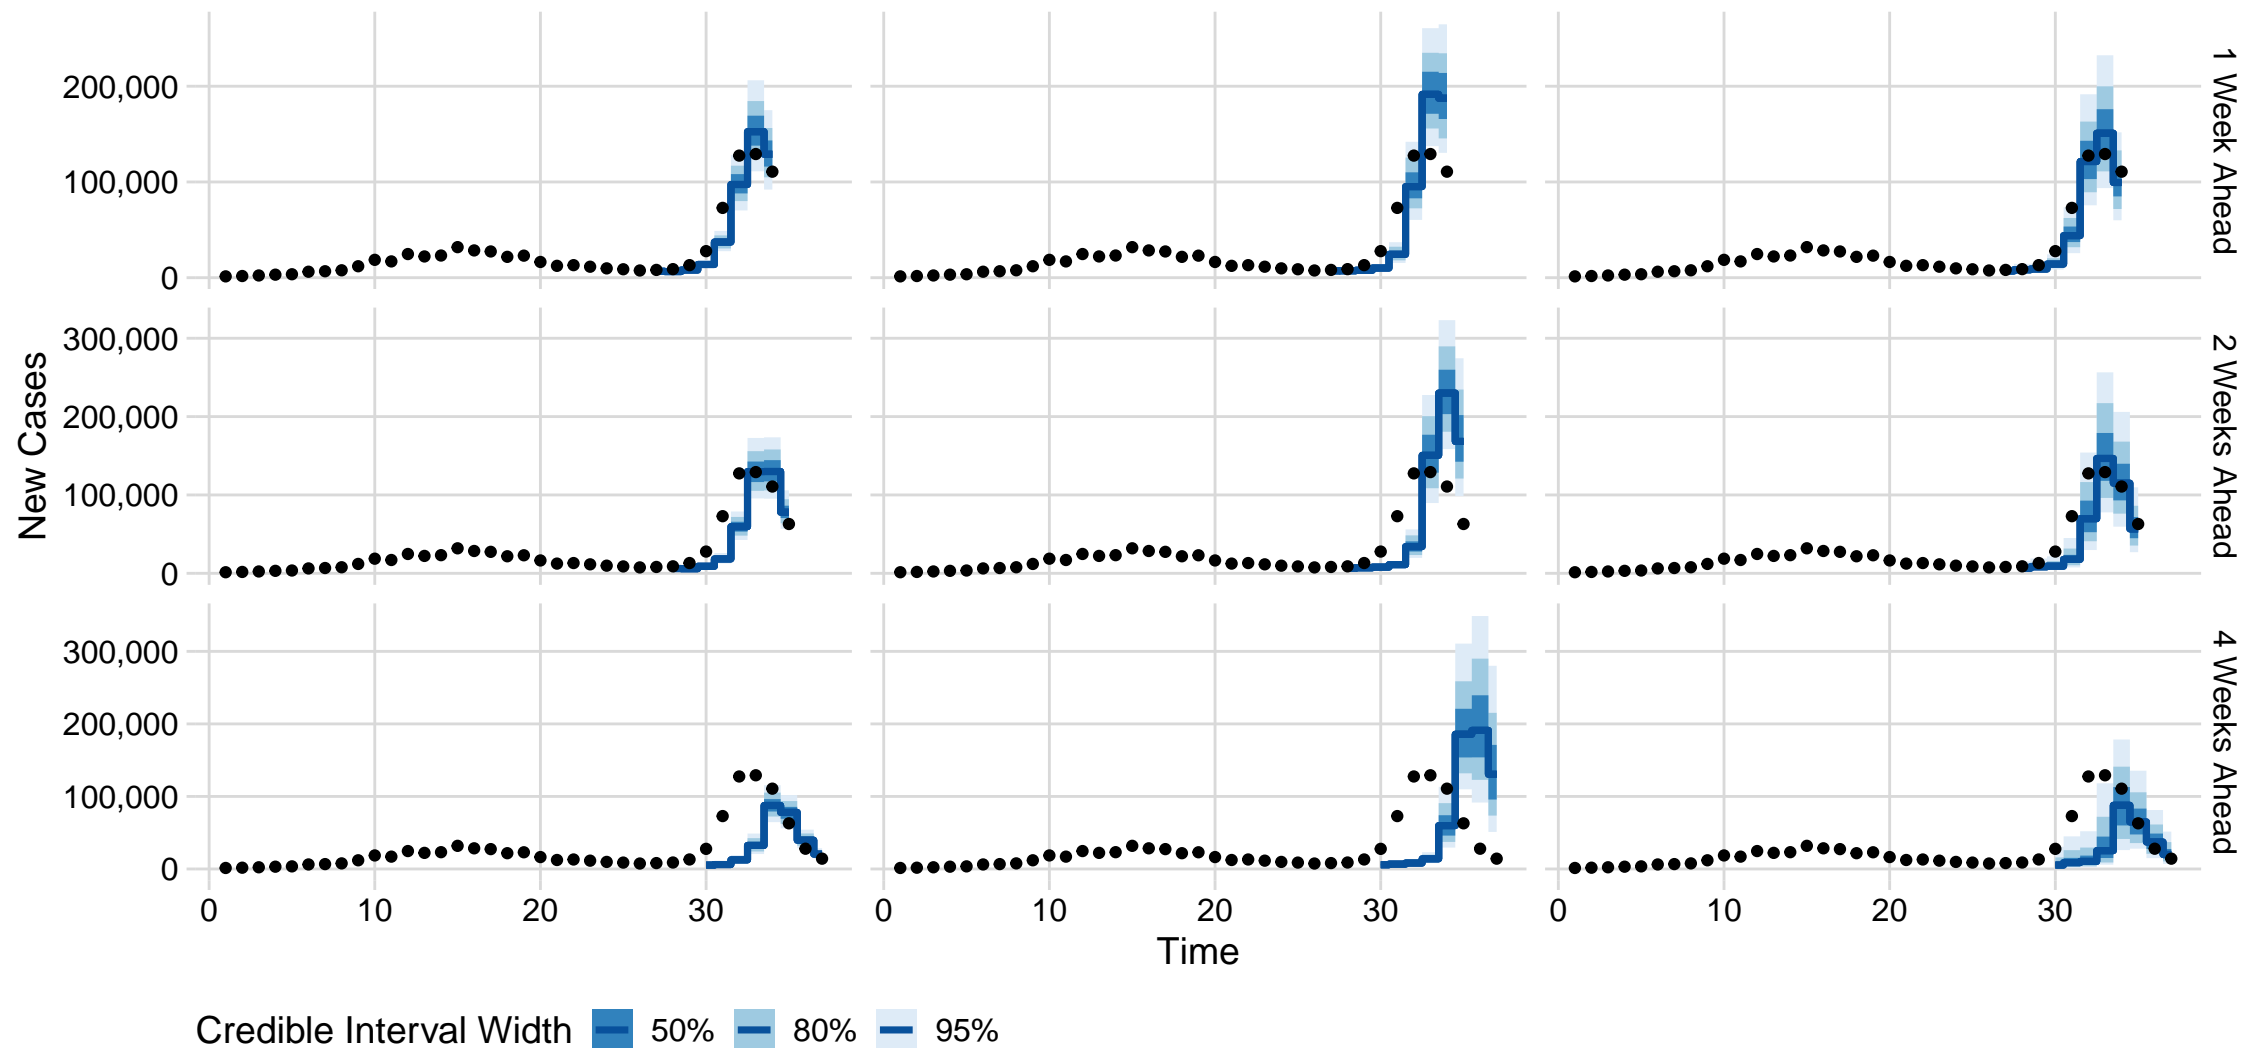 200,000
100,000
0
1 Week Ahead
300,000
200,000
100,000
0
2 Weeks Ahead
300,000
200,000
100,000
0
4 Weeks Ahead
New Cases
0 10 20 30 0 10 20 30 0 10 20 30
Time
Credible Interval Width 50% 80% 95%